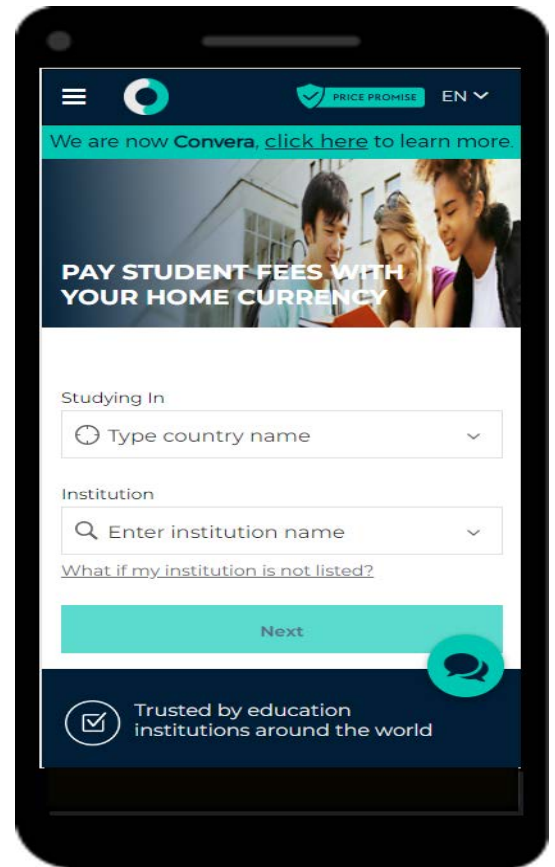 PRICE PROMISE
EN
We are now Convera, click here to learn more.
PAY STUDENT FEES WITH
YOUR HOME CURRENCY
Studying In
Type country name
Institution
Enter institution name
What if my institution is not listed?
Next
Trusted by education
institutions around the world